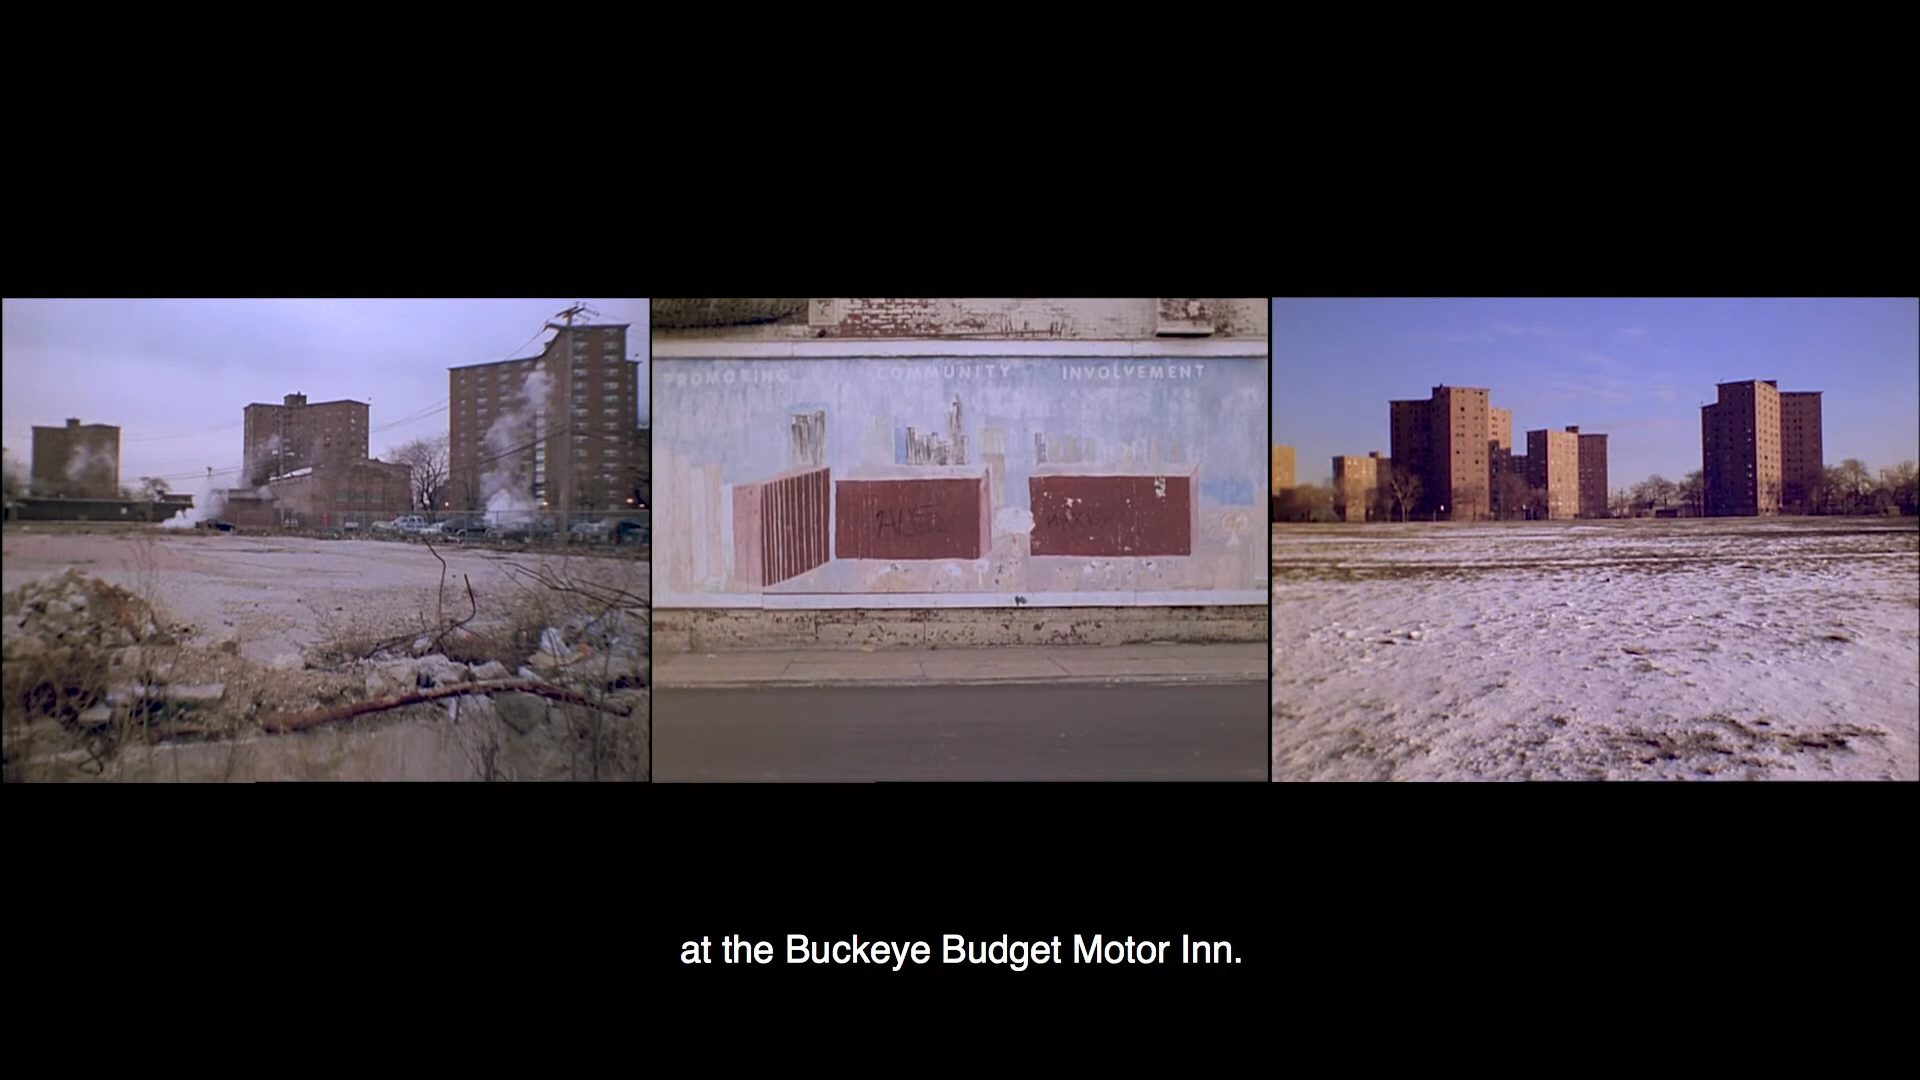 PROMOTING COMMUNITY INVOLVEMENT
at the Buckeye Budget Motor Inn.